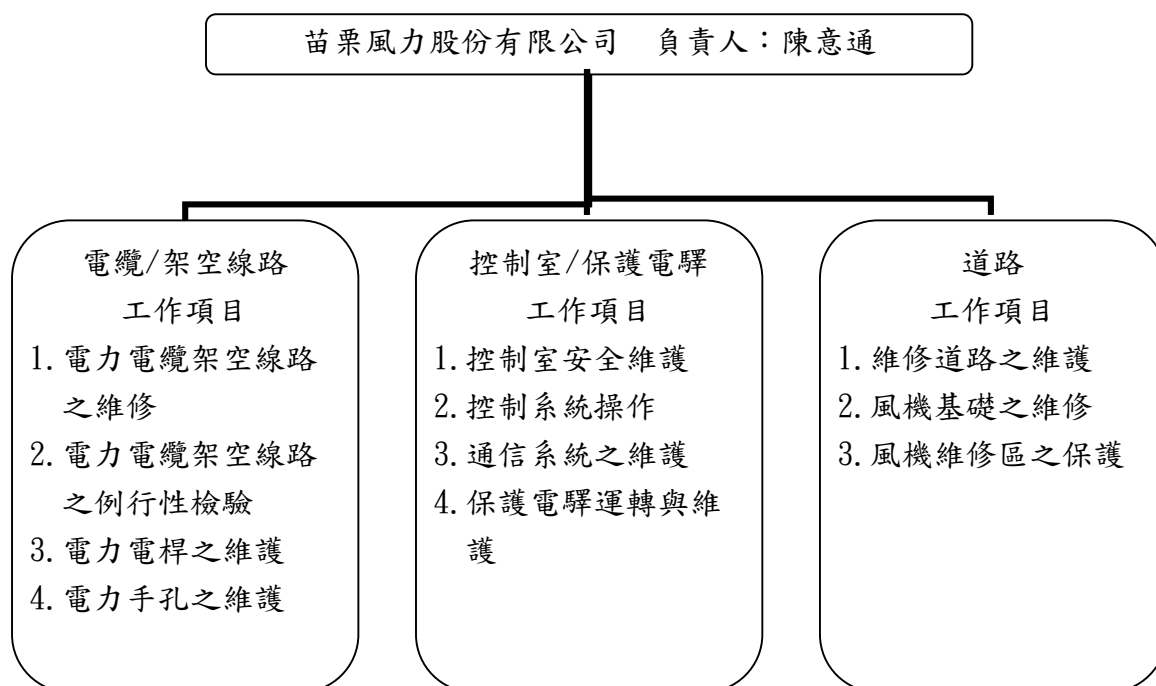 苗栗風力股份有限公司　負責人：陳意通
電纜/架空線路
工作項目
1.電力電纜架空線路
之維修
2.電力電纜架空線路
之例行性檢驗
3.電力電桿之維護
4.電力手孔之維護
控制室/保護電驛
工作項目
1.控制室安全維護
2.控制系統操作
3.通信系統之維護
4.保護電驛運轉與維
護
道路
工作項目
1.維修道路之維護
2.風機基礎之維修
3.風機維修區之保護